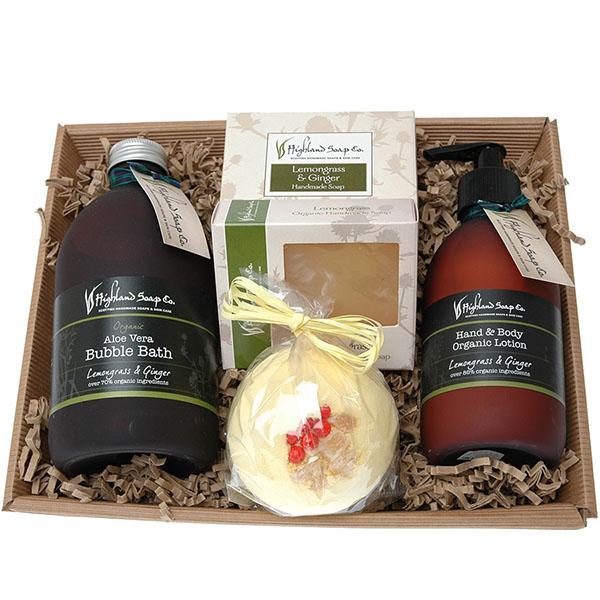 Highland Soap Co.
SCOTTISH HANDMADE SOAPS & SKIN CARE
Organic
Aloe Vera
Bubble Bath
Lemongrass & Ginger
over 70% organic ingredients
Highland Soap Co.
SCOTTISH HANDMADE SOAPS & SKIN CARE
Lemongrass
& Ginger
Handmade Soap
Lemongrass
Organic Handmade Soap
Highland Soap Co.
SCOTTISH HANDMADE SOAPS & SKIN CARE
Hand & Body
Organic Lotion
Lemongrass & Ginger
over 80% organic ingredients